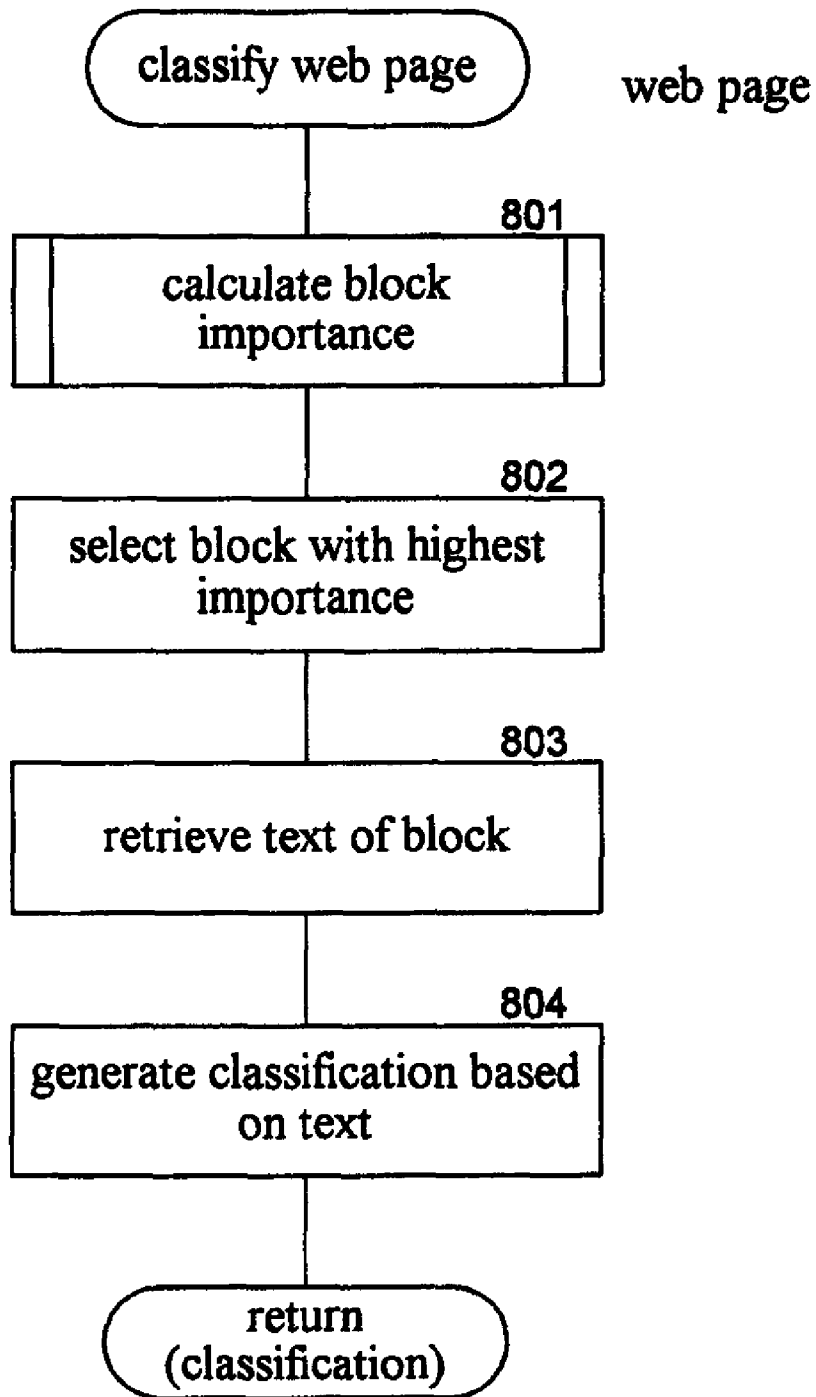 classify web page
web page
801
calculate block
importance
802
select block with highest
importance
803
retrieve text of block
804
generate classification based
on text
return
(classification)